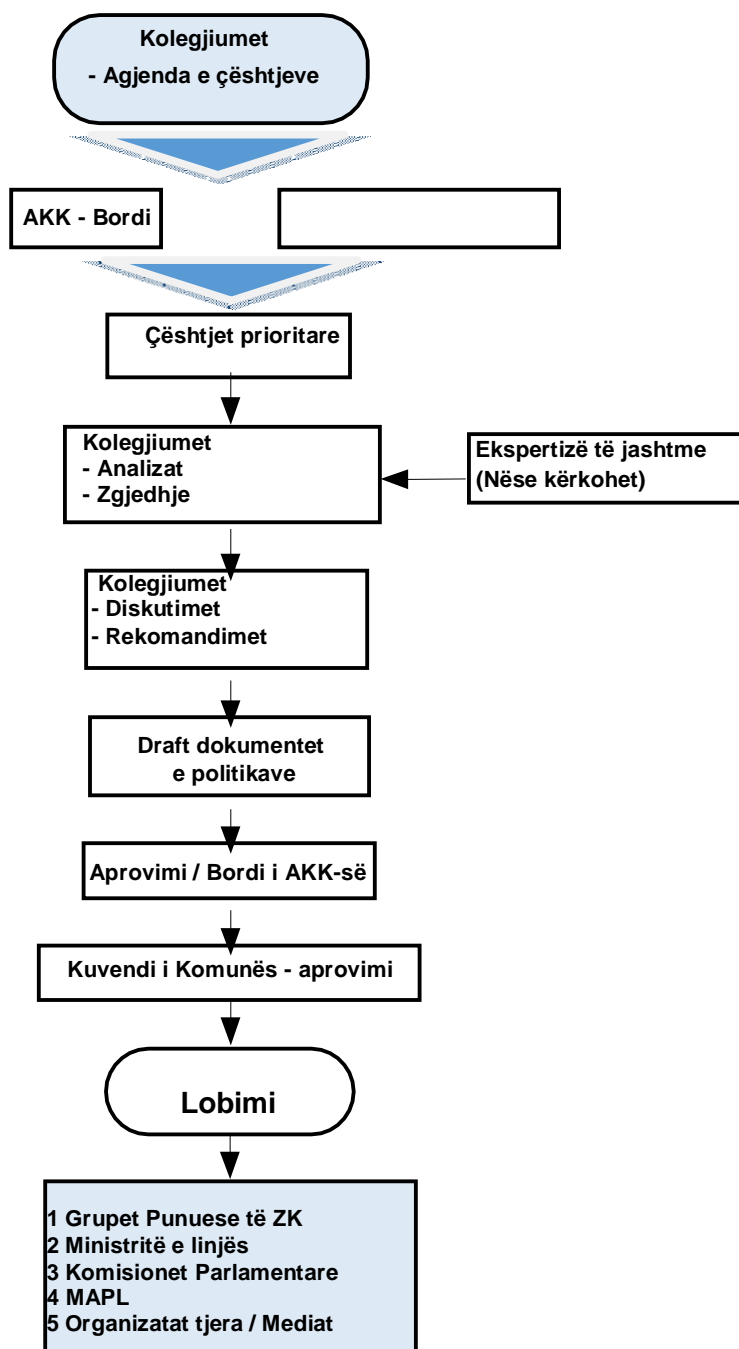 Kolegjiumet
- Agjenda e çështjeve
AKK - Bordi
Çështjet prioritare
Kolegjiumet
- Analizat
- Zgjedhje
Ekspertizë të jashtme
(Nëse kërkohet)
Kolegjiumet
- Diskutimet
- Rekomandimet
Draft dokumentet
e politikave
Aprovimi / Bordi i AKK-së
Kuvendi i Komunës - aprovimi
Lobimi
1 Grupet Punuese të ZK
2 Ministritë e linjës
3 Komisionet Parlamentare
4 MAPL
5 Organizatat tjera / Mediat